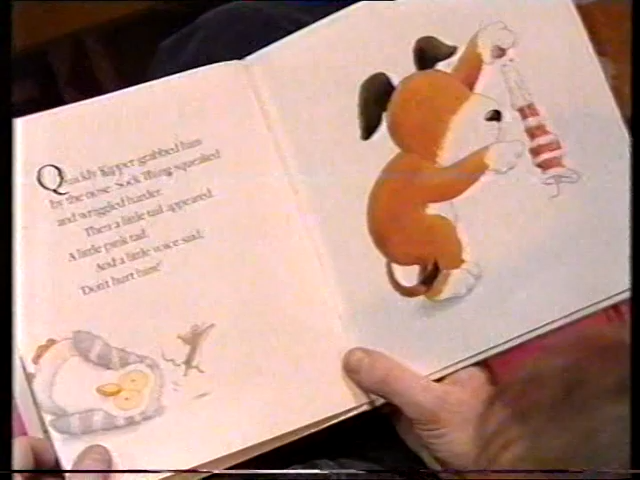 Quickly Kipper grabbed him
by the nose. Sock Thing squeaked
and wriggled harder.
Then a little tail appeared.
A little pink tail.
And a little voice said,
'Don't hurt him!'